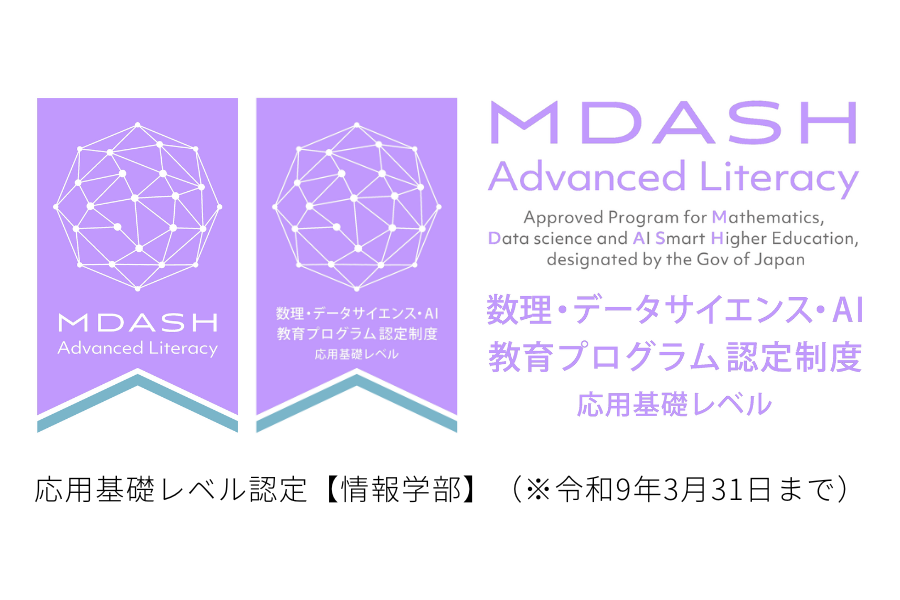 MDASH
Advanced Literacy
数理・データサイエンス・AI
教育プログラム認定制度
応用基礎レベル
MDASH
Advanced Literacy
Approved Program for Mathematics,
Data science and AI Smart Higher Education,
designated by the Gov of Japan
数理・データサイエンス・AI
教育プログラム認定制度
応用基礎レベル
応用基礎レベル認定【情報学部】（※令和9年3月31日まで）